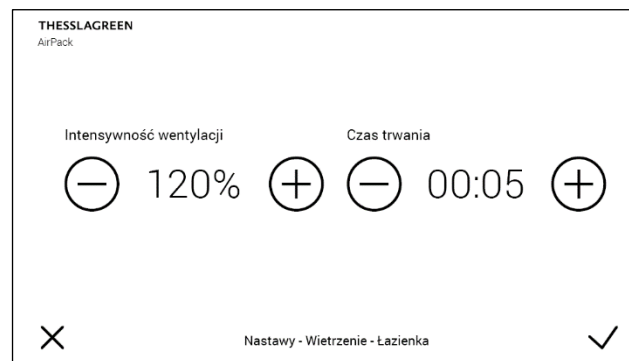 THESSLAGREEN
AirPack
Intensywność wentylacji
Czas trwania
120%
00:05
Nastawy - Wietrzenie - Łazienka